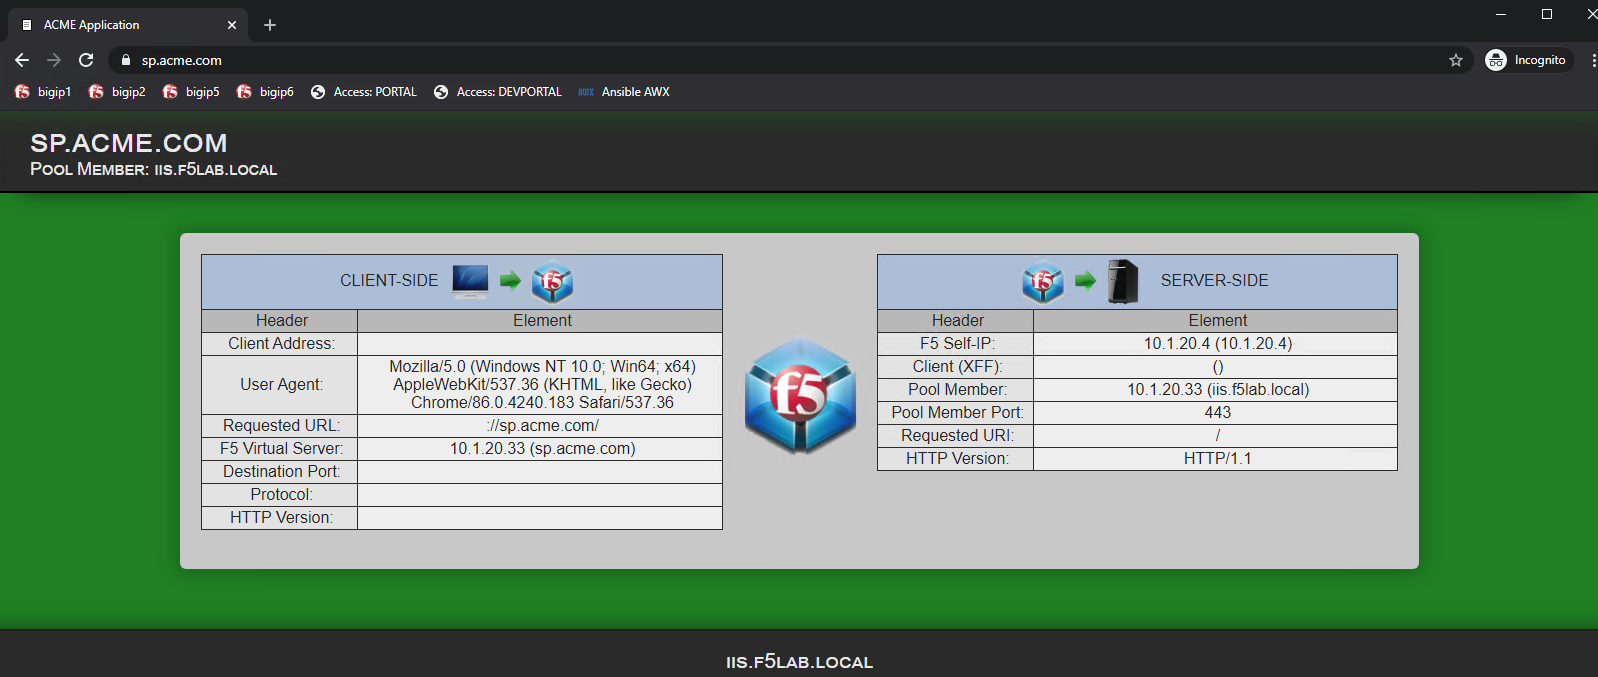 ACME Application
sp.acme.com
Incognito
bigip1 bigip2 bigip5 bigip6 Access: PORTAL Access: DEVPORTAL AWX Ansible AWX
SP.ACME.COM
POOL MEMBER: IIS.F5LAB.LOCAL
CLIENT-SIDE f5
Header Element
Client Address:
User Agent: Mozilla/5.0 (Windows NT 10.0; Win64; x64)
AppleWebKit/537.36 (KHTML, like Gecko)
Chrome/86.0.4240.183 Safari/537.36
Requested URL: ://sp.acme.com/
F5 Virtual Server: 10.1.20.33 (sp.acme.com)
Destination Port:
Protocol:
HTTP Version:
f5
f5 SERVER-SIDE
Header Element
F5 Self-IP: 10.1.20.4 (10.1.20.4)
Client (XFF): ()
Pool Member: 10.1.20.33 (iis.f5lab.local)
Pool Member Port: 443
Requested URI: /
HTTP Version: HTTP/1.1
IIS.F5LAB.LOCAL